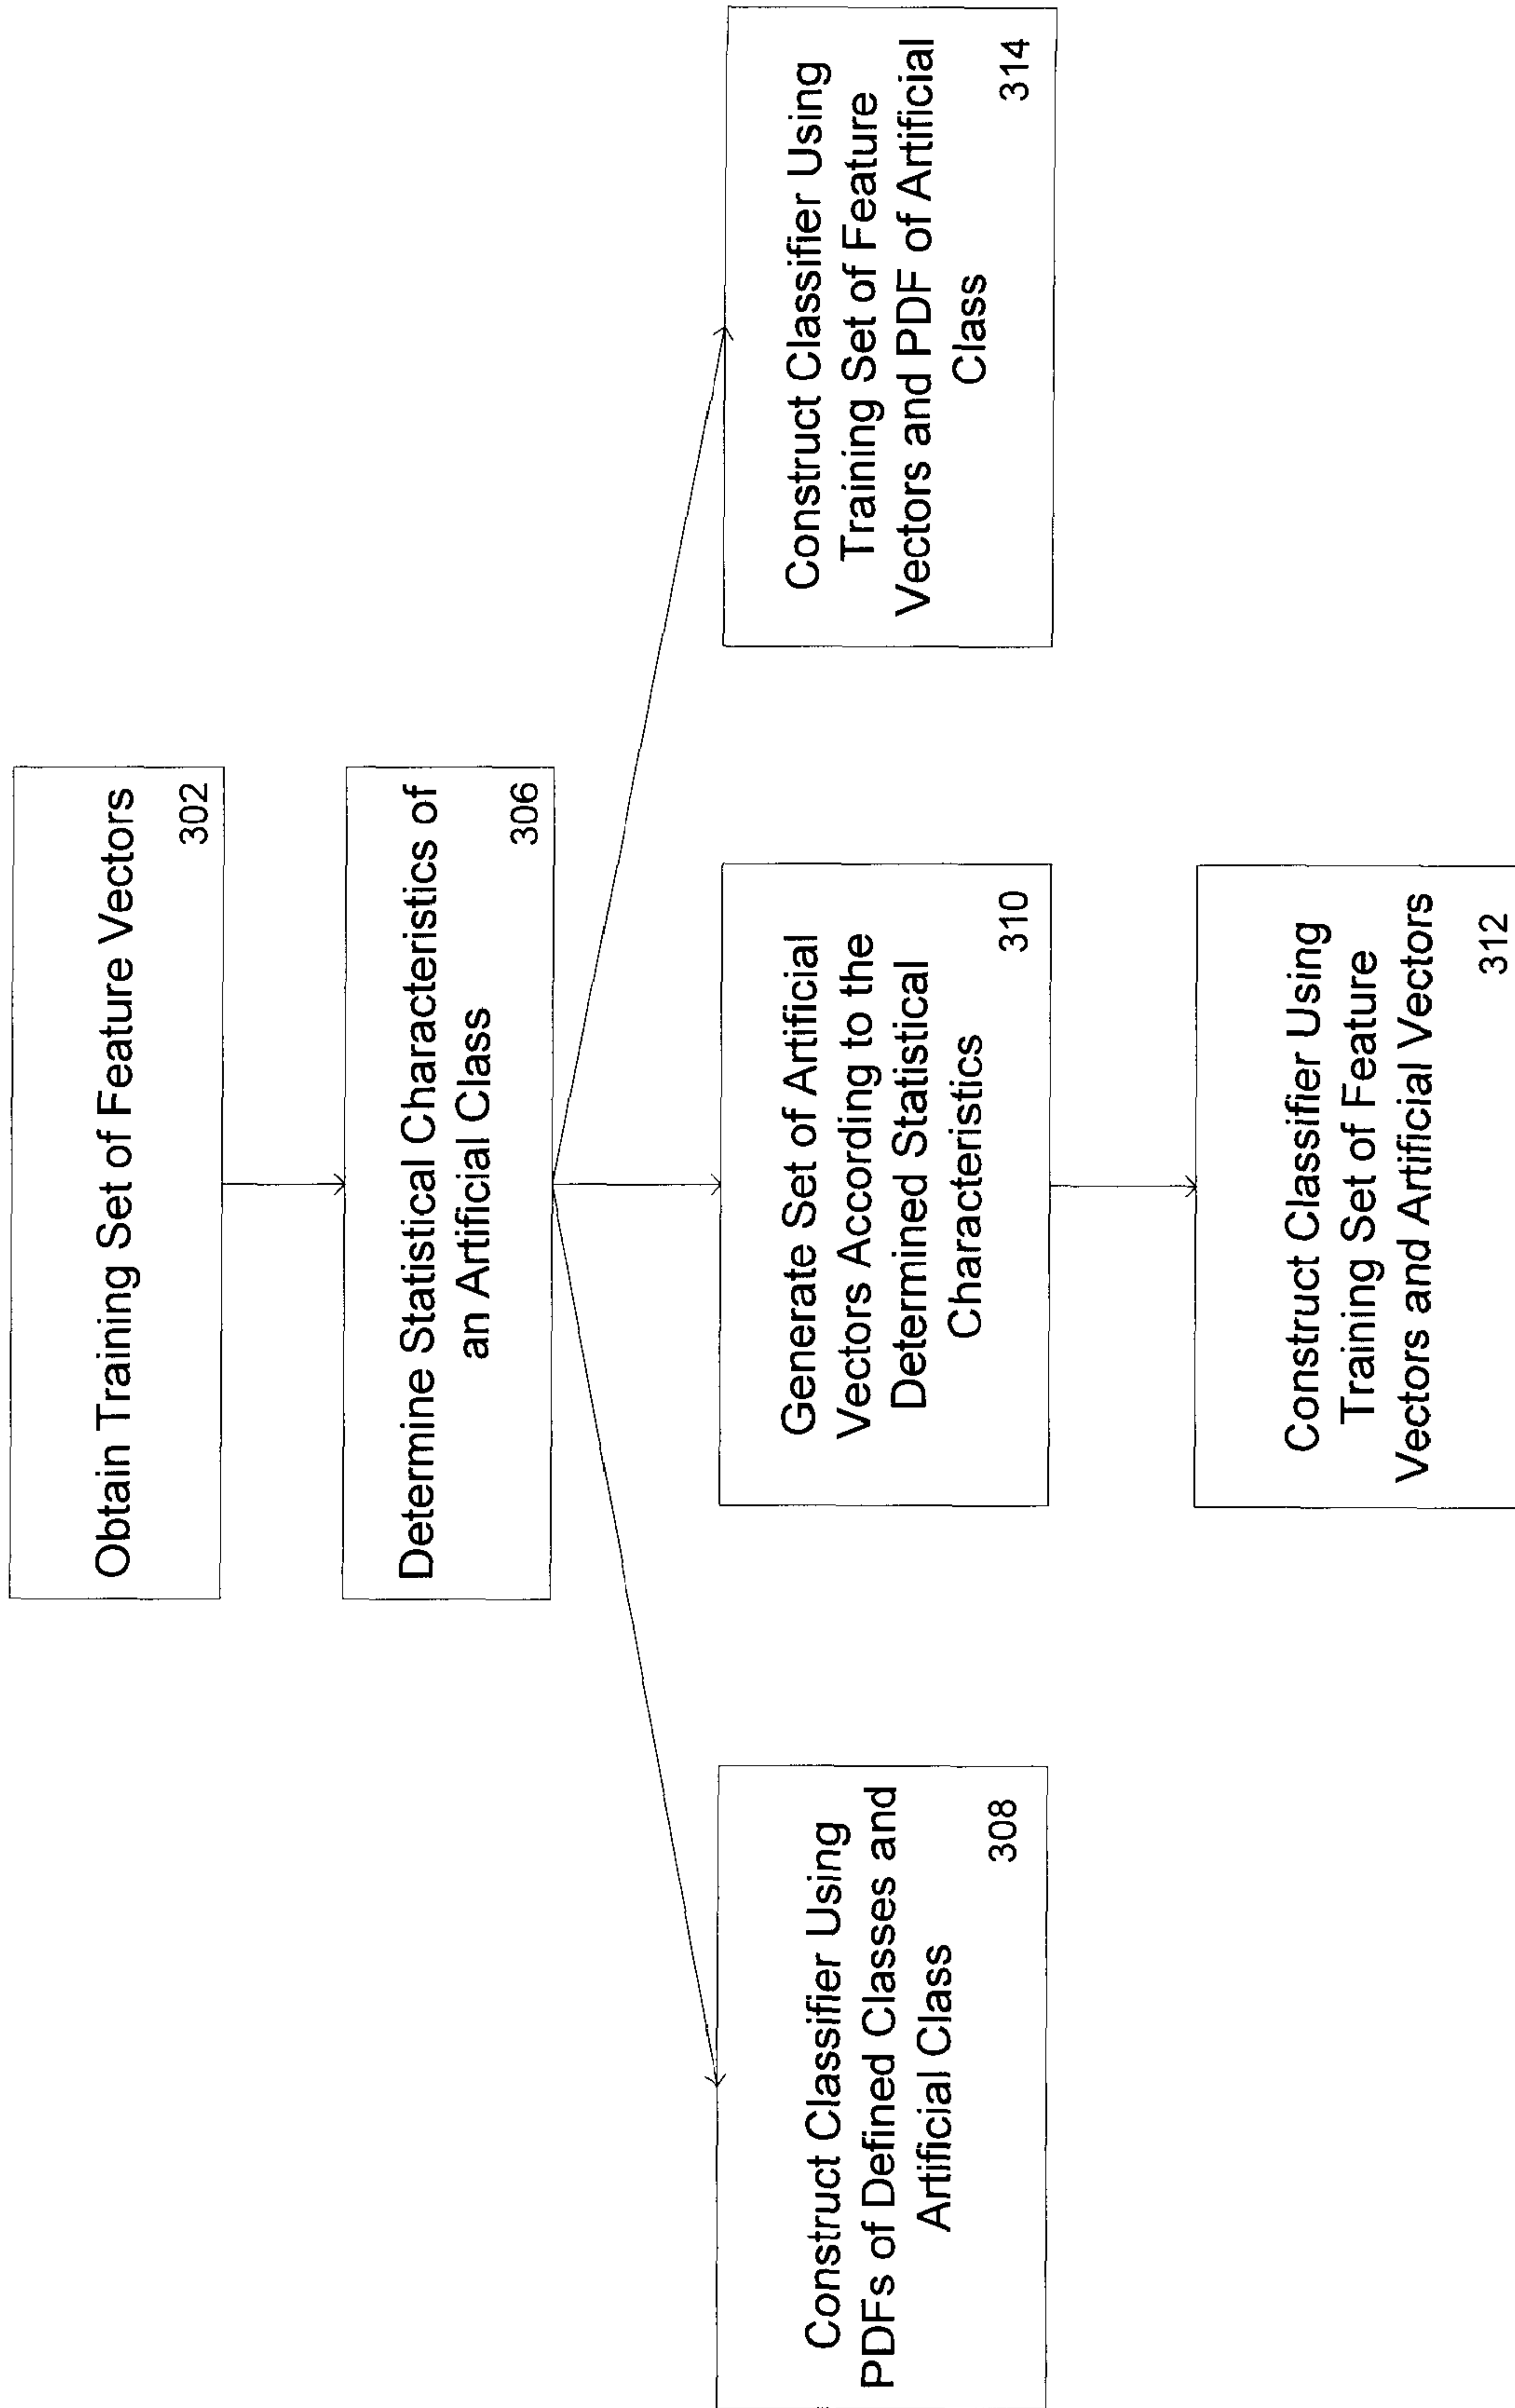 Obtain Training Set of Feature Vectors
302
Determine Statistical Characteristics of
an Artificial Class
306
Construct Classifier Using
PDFs of Defined Classes and
Artificial Class
308
Generate Set of Artificial
Vectors According to the
Determined Statistical
Characteristics
310
Construct Classifier Using
Training Set of Feature
Vectors and Artificial Vectors
312
Construct Classifier Using
Training Set of Feature
Vectors and PDF of Artificial
Class
314